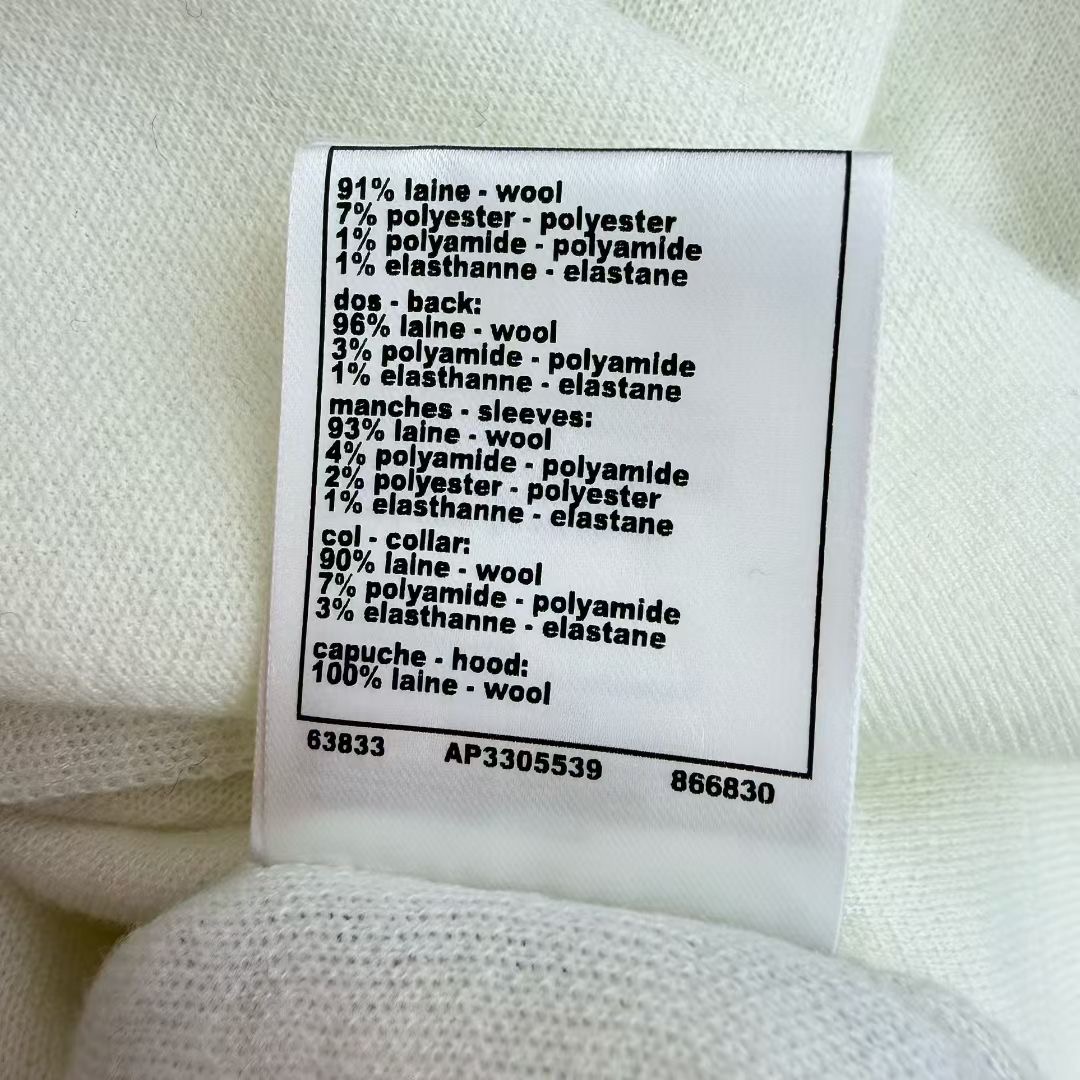 91% laine - wool
7% polyester - polyester
1% polyamide - polyamide
1% elasthanne - elastane
dos - back:
96% laine - wool
3% polyamide - polyamide
1% elasthanne - elastane
manches - sleeves:
93% laine - wool
4% polyamide - polyamide
2% polyester - polyester
1% elasthanne - elastane
col - collar:
90% laine - wool
7% polyamide - polyamide
3% elasthanne - elastane
capuche - hood:
100% laine - wool
63833 AP3305539 866830